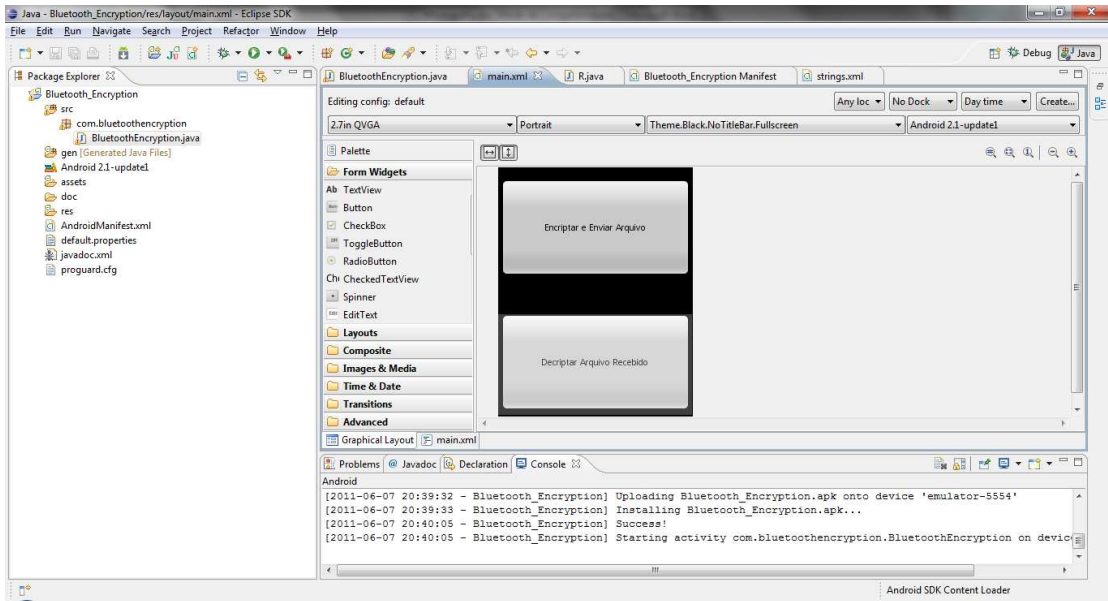 Java - Bluetooth_Encryption/res/layout/main.xml - Eclipse SDK
File Edit Run Navigate Search Project Refactor Window Help
Debug Java
Package Explorer
Bluetooth_Encryption
src
com.bluetoothencryption
BluetoothEncryption.java
gen [Generated Java Files]
Android 2.1-update1
assets
doc
res
AndroidManifest.xml
default.properties
javadoc.xml
proguard.cfg
BluetoothEncryption.java main.xml R.java Bluetooth_Encryption Manifest strings.xml
Editing config: default
Any loc No Dock Day time Create...
2.7in QVGA Portrait Theme.Black.NoTitleBar.Fullscreen Android 2.1-update1
Palette
Form Widgets
Ab TextView
Button
CheckBox
ToggleButton
RadioButton
CheckedTextView
Spinner
EditText
Layouts
Composite
Images & Media
Time & Date
Transitions
Advanced
Encriptar e Enviar Arquivo
Decriptar Arquivo Recebido
Graphical Layout main.xml
Problems Javadoc Declaration Console
Android
[2011-06-07 20:39:32 - Bluetooth_Encryption] Uploading Bluetooth_Encryption.apk onto device 'emulator-5554'
[2011-06-07 20:39:33 - Bluetooth_Encryption] Installing Bluetooth_Encryption.apk...
[2011-06-07 20:40:05 - Bluetooth_Encryption] Success!
[2011-06-07 20:40:05 - Bluetooth_Encryption] Starting activity com.bluetoothencryption.BluetoothEncryption on devic
Android SDK Content Loader